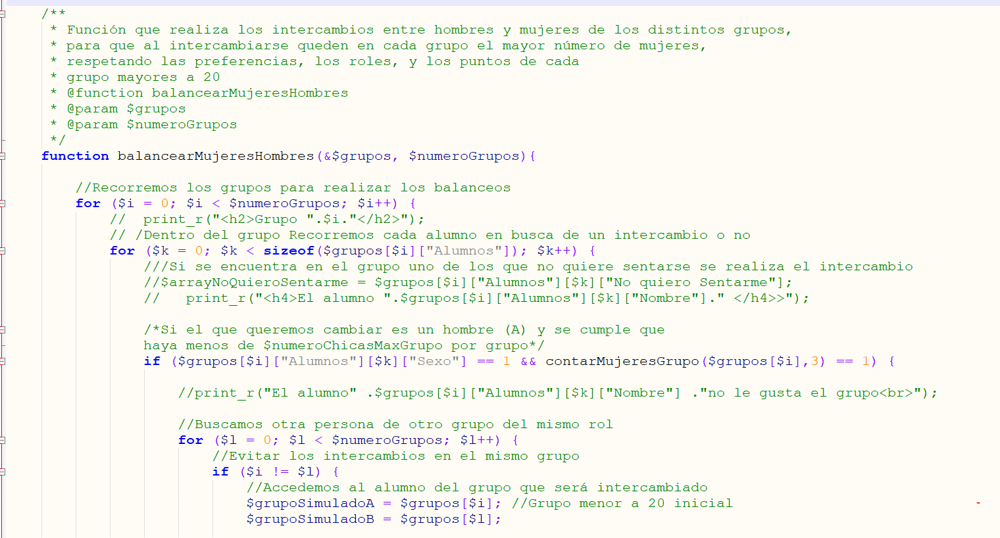 /**
 * Función que realiza los intercambios entre hombres y mujeres de los distintos grupos,
 * para que al intercambiarse queden en cada grupo el mayor número de mujeres,
 * respetando las preferencias, los roles, y los puntos de cada
 * grupo mayores a 20
 * @function balancearMujeresHombres
 * @param $grupos
 * @param $numeroGrupos
 */
function balancearMujeresHombres(&$grupos, $numeroGrupos){
//Recorremos los grupos para realizar los balanceos
for ($i = 0; $i < $numeroGrupos; $i++) {
//  print_r("<h2>Grupo ".$i."</h2>");
// /Dentro del grupo Recorremos cada alumno en busca de un intercambio o no
for ($k = 0; $k < sizeof($grupos[$i]["Alumnos"]); $k++) {
///Si se encuentra en el grupo uno de los que no quiere sentarse se realiza el intercambio
//$arrayNoQuieroSentarme = $grupos[$i]["Alumnos"][$k]["No quiero Sentarme"];
//   print_r("<h4>El alumno ".$grupos[$i]["Alumnos"][$k]["Nombre"]." </h4>>");
/*Si el que queremos cambiar es un hombre (A) y se cumple que
haya menos de $numeroChicasMaxGrupo por grupo*/
if ($grupos[$i]["Alumnos"][$k]["Sexo"] == 1 && contarMujeresGrupo($grupos[$i],3) == 1) {
//print_r("El alumno" .$grupos[$i]["Alumnos"][$k]["Nombre"] ."no le gusta el grupo<br>");
//Buscamos otra persona de otro grupo del mismo rol
for ($l = 0; $l < $numeroGrupos; $l++) {
//Evitar los intercambios en el mismo grupo
if ($i != $l) {
//Accedemos al alumno del grupo que será intercambiado
$grupoSimuladoA = $grupos[$i]; //Grupo menor a 20 inicial
$grupoSimuladoB = $grupos[$l];